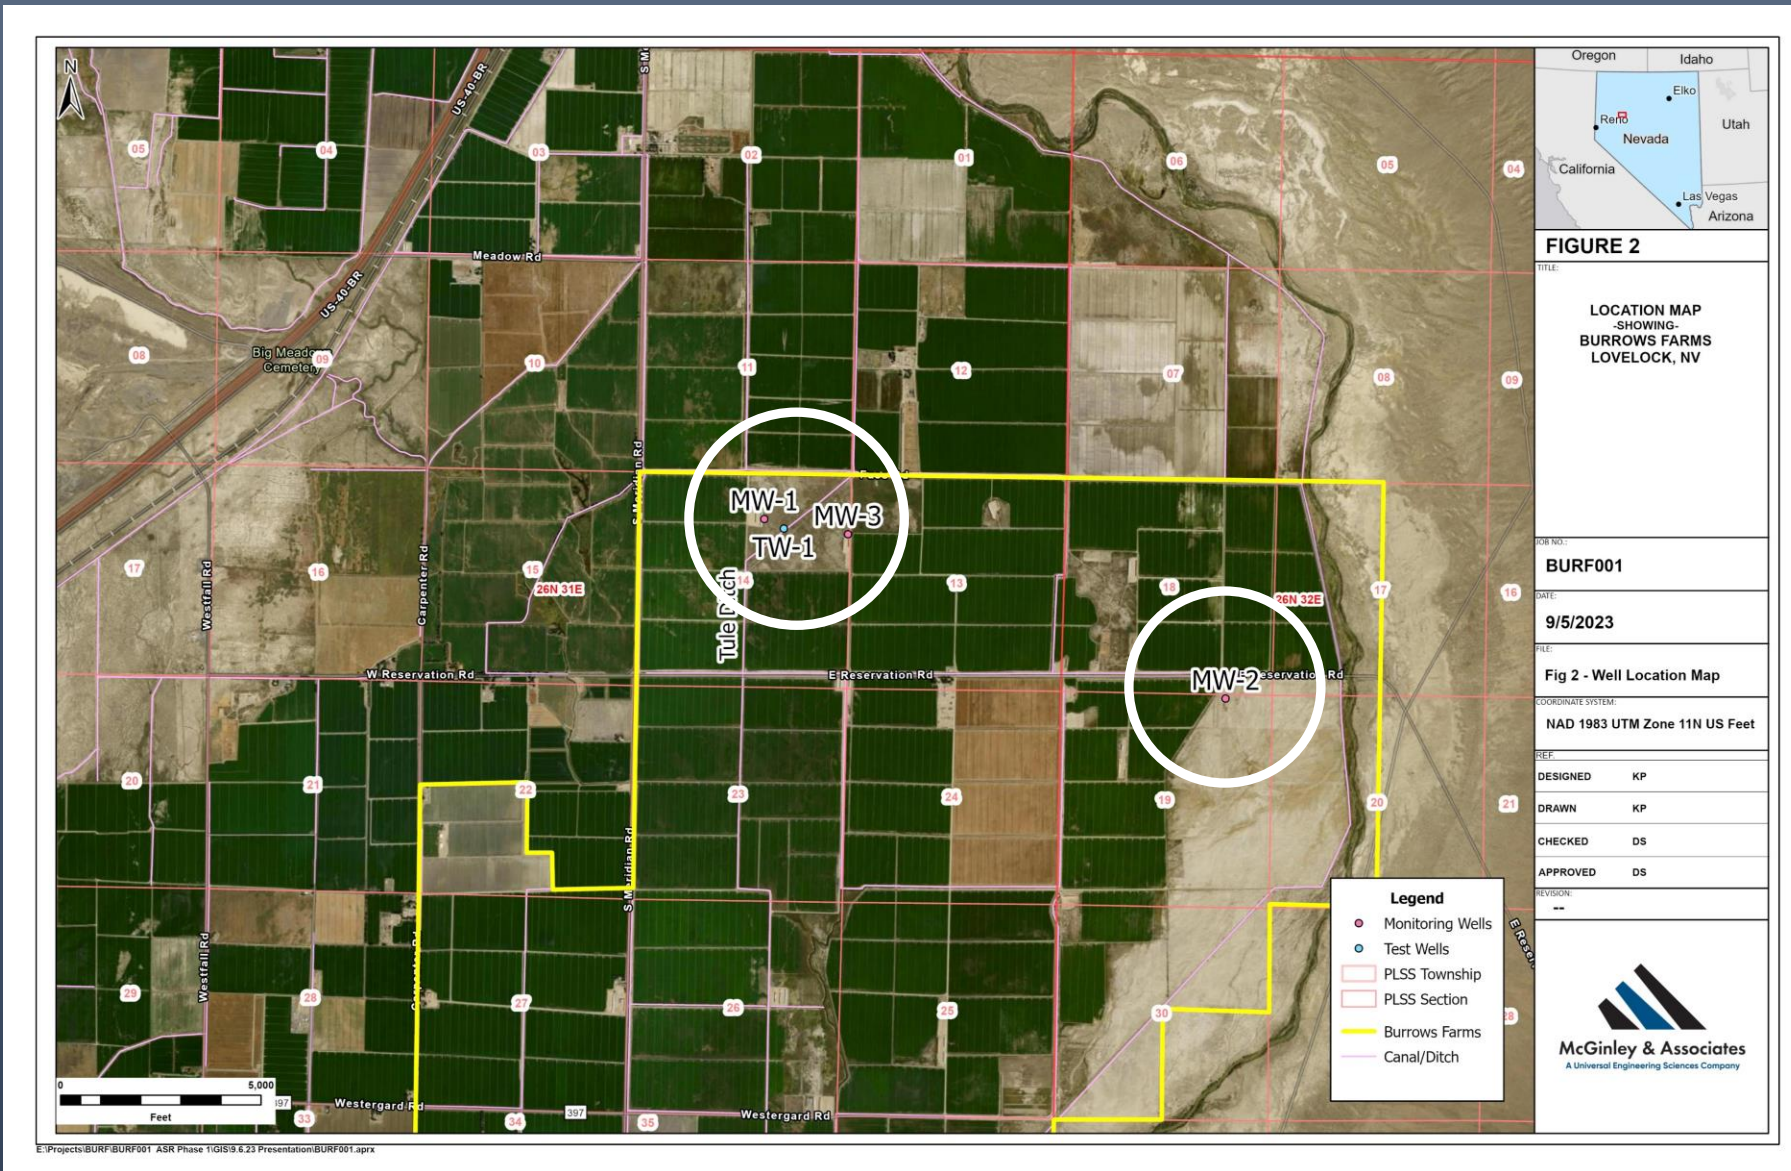 N
US-40-BR
S M
05
04
03
02
01
06
05
04
Meadow Rd
US-40-BR
Big Meadow
Cemetery
08
09
10
11
12
07
08
09
S Meridian Rd
MW-1
MW-3
TW-1
Tule Ditch
Westfall Rd
Carpenter Rd
17
16
15
26N 31E
14
13
18
26N 32E
17
16
W Reservation Rd
E Reservation Rd
MW-2
E Reservation Rd
20
21
22
23
24
19
20
21
S Meridian Rd
Westfall Rd
Carpenter Rd
29
28
27
26
25
30
28
E Reser
33
34
35
Westergard Rd
397
397
Westergard Rd
0
5,000
Feet
Legend
Monitoring Wells
Test Wells
PLSS Township
PLSS Section
Burrows Farms
Canal/Ditch
Oregon
Idaho
Elko
Reno
Nevada
Utah
California
Las Vegas
Arizona
FIGURE 2
TITLE:
LOCATION MAP
-SHOWING-
BURROWS FARMS
LOVELOCK, NV
JOB NO.:
BURF001
DATE:
9/5/2023
FILE:
Fig 2 - Well Location Map
COORDINATE SYSTEM:
NAD 1983 UTM Zone 11N US Feet
REF.
DESIGNED KP
DRAWN KP
CHECKED DS
APPROVED DS
REVISION:
--
McGinley & Associates
A Universal Engineering Sciences Company
E:\Projects\BURF\BURF001 ASR Phase 1\GIS\9.6.23 Presentation\BURF001.aprx